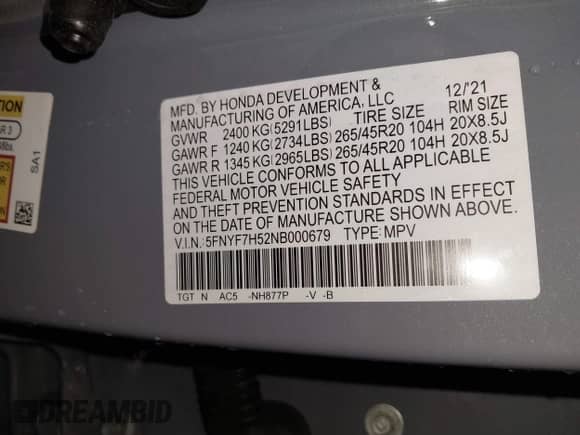 MFD. BY HONDA DEVELOPMENT & 12/'21
MANUFACTURING OF AMERICA, LLC
GVWR 2400 KG(5291LBS) TIRE SIZE RIM SIZE
GAWR F 1240 KG(2734LBS) 265/45R20 104H 20X8.5J
GAWR R 1345 KG(2965LBS) 265/45R20 104H 20X8.5J
THIS VEHICLE CONFORMS TO ALL APPLICABLE
FEDERAL MOTOR VEHICLE SAFETY
AND THEFT PREVENTION STANDARDS IN EFFECT
ON THE DATE OF MANUFACTURE SHOWN ABOVE.
V.I.N.: 5FNYF7H52NB000679 TYPE: MPV
TGT N AC5 -NH877P -V -B
SA1
DREAMBID